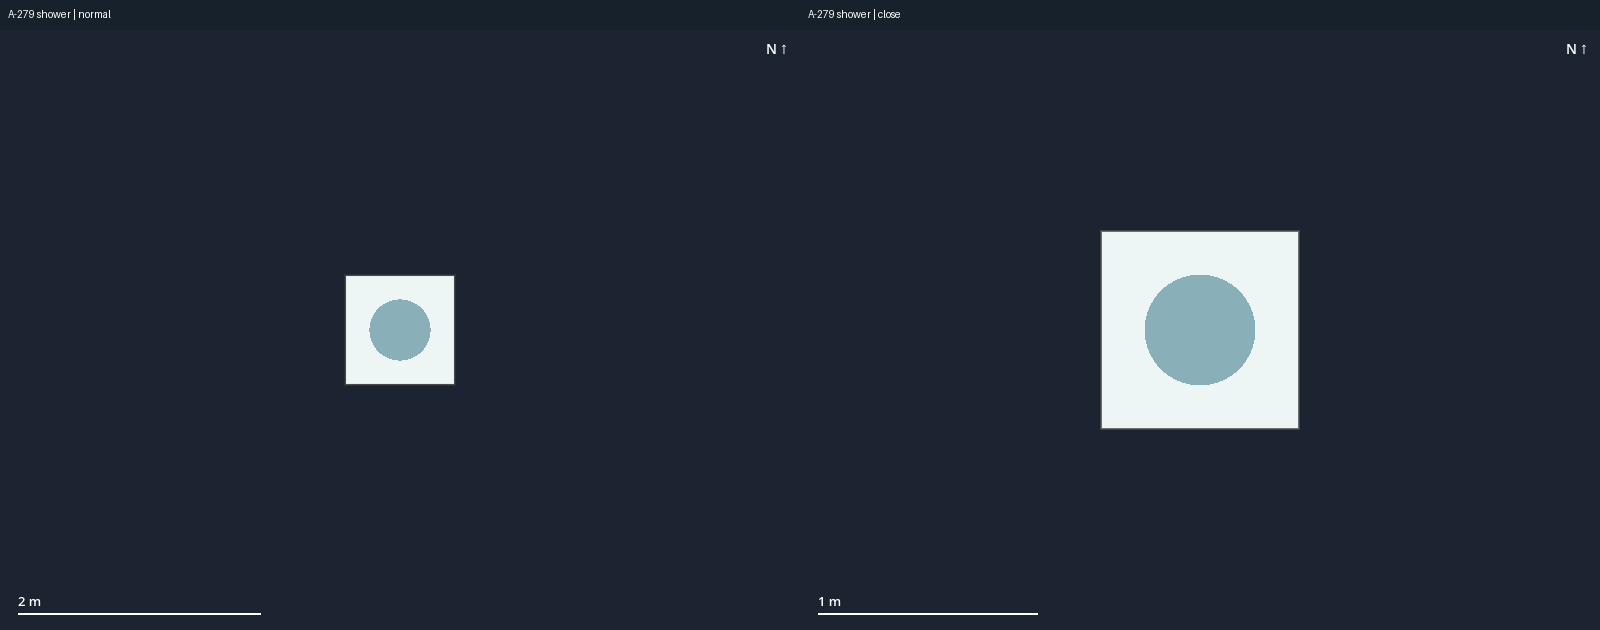 A-279 shower | normal
N ↑
2 m
A-279 shower | close
N ↑
1 m